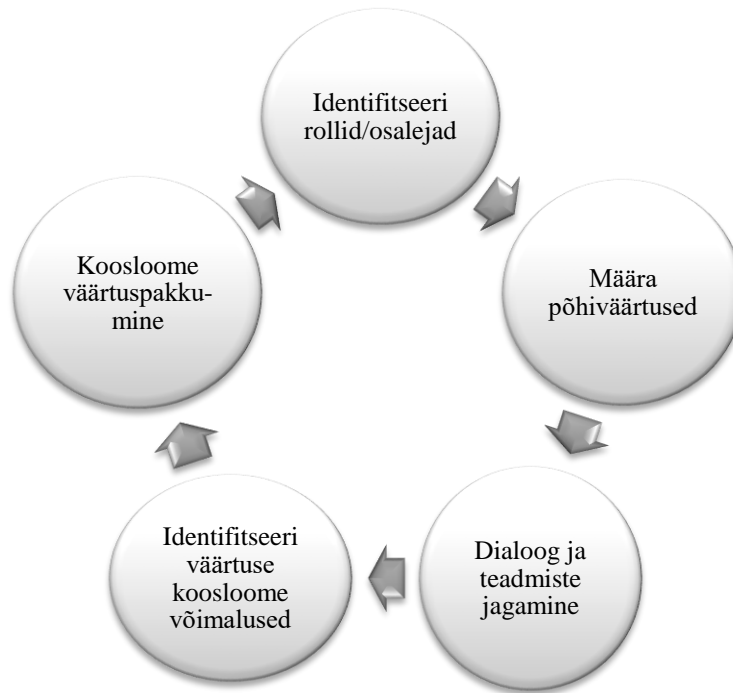 Identifitseeri
rollid/osalejad
Määra
põhiväärtused
Dialoog ja
teadmiste
jagamine
Identifitseeri
väärtuse
koosloome
võimalused
Koosloome
väärtuspakku-
mine